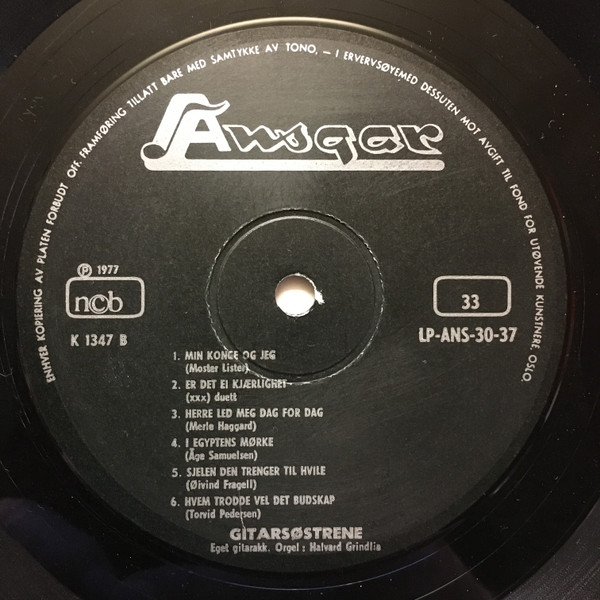 ENHVER KOPIERING AV PLATEN FORBUDT OFF. FRAMFØRING TILLATT BARE MED SAMTYKKE AV TONO, — I ERVERVSØYEMED DESSUTEN MOT AVGIFT TIL FOND FOR UTØVENDE KUNSTNERE, OSLO.
Ansgar
Ⓟ 1977
ncb
33
K 1347 B
LP-ANS-30-37
1. MIN KONGE OG JEG
(Moster Lister)
2. ER DET EI KJÆRLIGHET
(xxx) duett
3. HERRE LED MEG DAG FOR DAG
(Merle Haggard)
4. I EGYPTENS MØRKE
(Åge Samuelsen)
5. SJELEN DEN TRENGER TIL HVILE
(Øivind Fragell)
6. HVEM TRODDE VEL DET BUDSKAP
(Torvid Pedersen)
GITARSØSTRENE
Eget gitarakk. Orgel : Halvard Grindlia